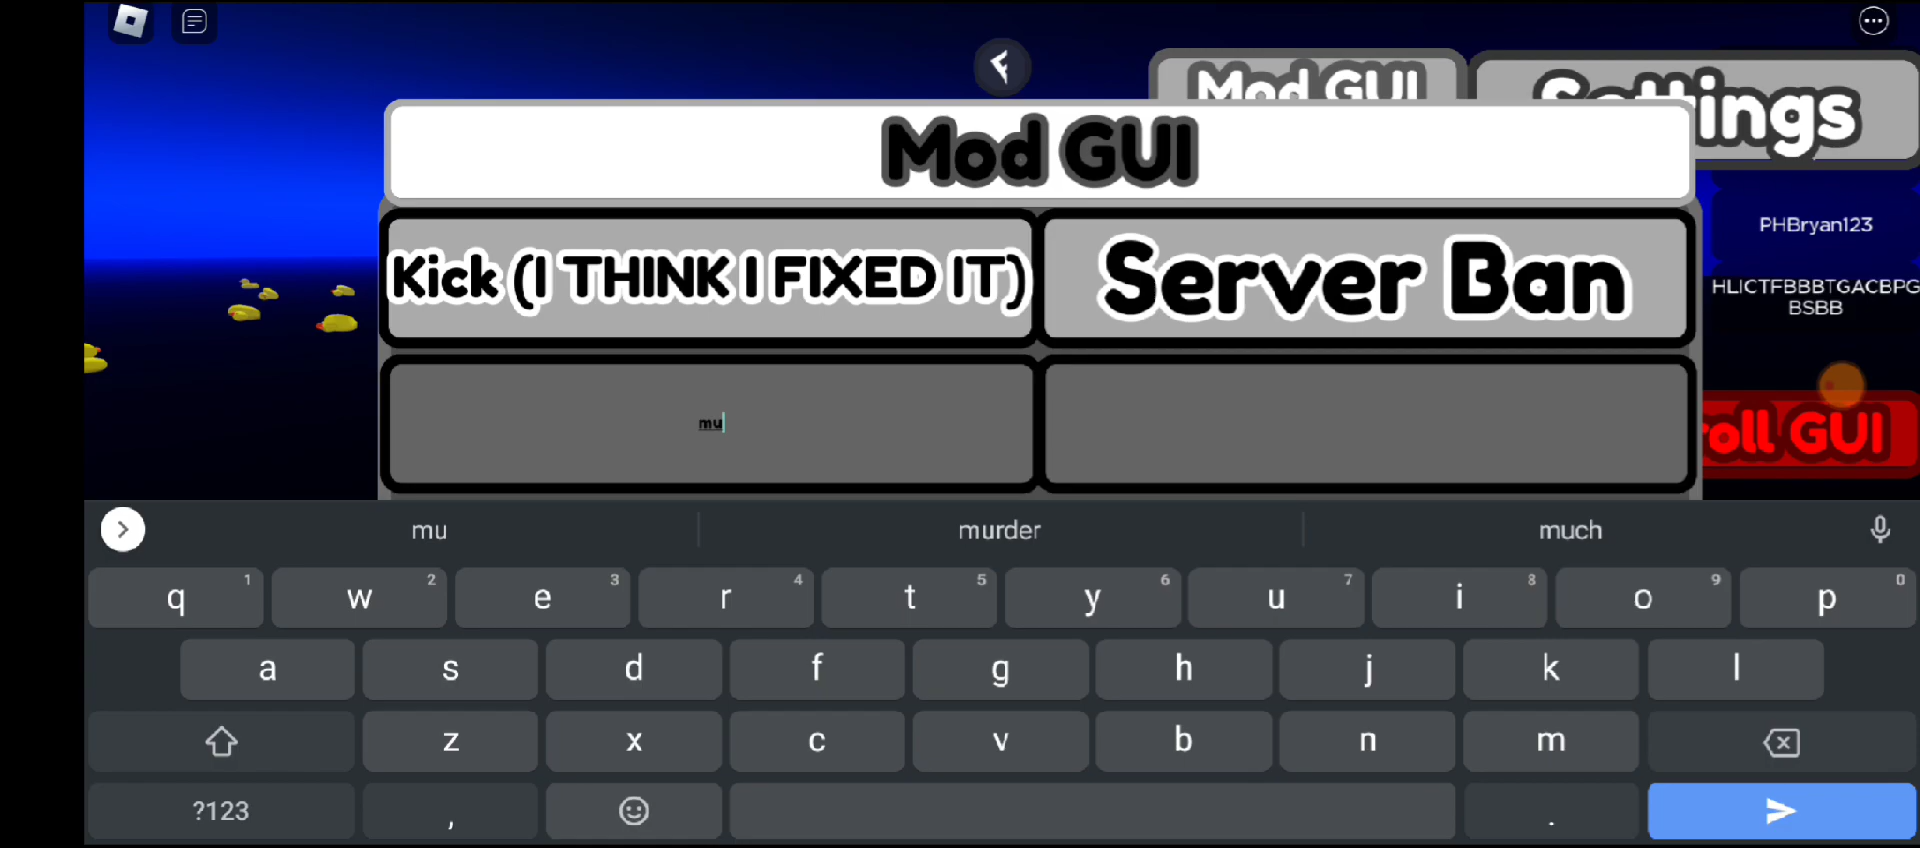 Mod GUI
Settings
Mod GUI
Kick (I THINK I FIXED IT)
Server Ban
PHBryan123
HLICTFBBBTGACBPG
BSBB
mu
roll GUI
mu
murder
much
q 1
w 2
e 3
r 4
t 5
y 6
u 7
i 8
o 9
p 0
a
s
d
f
g
h
j
k
l
z
x
c
v
b
n
m
?123
,
.